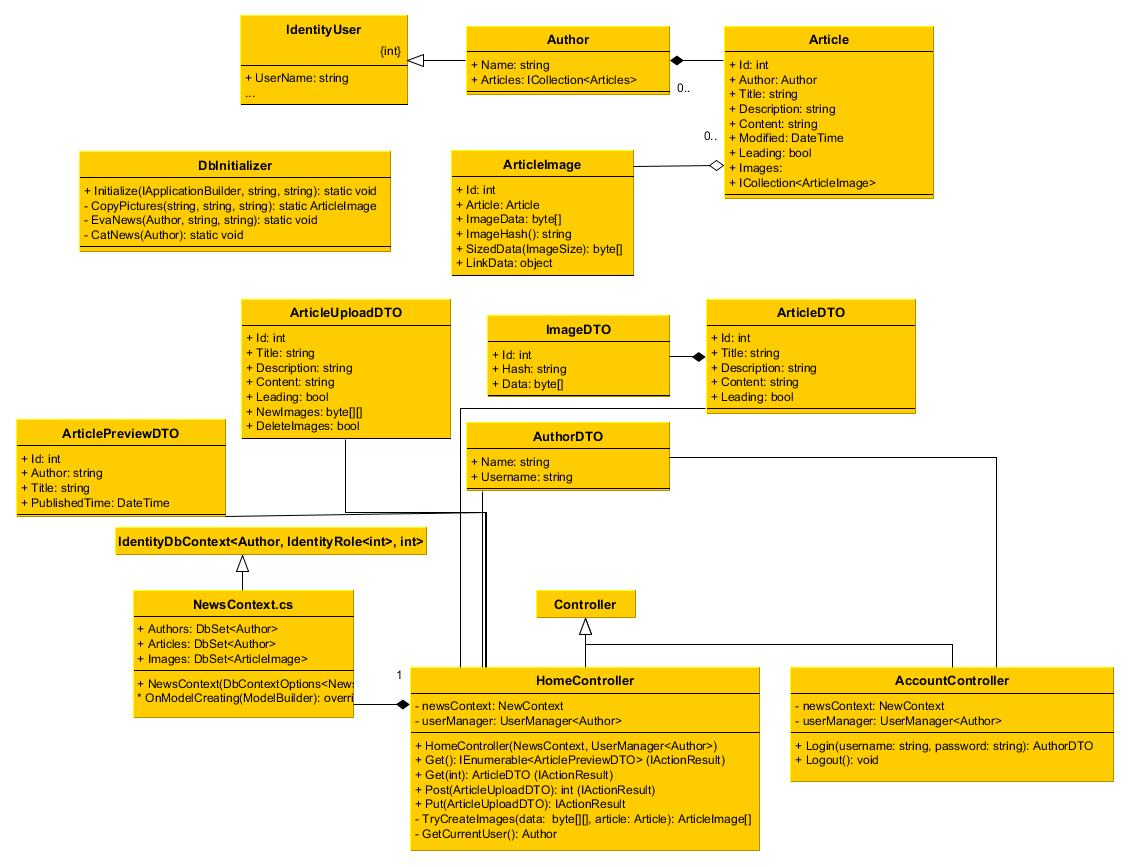 IdentityUser
{int}
+ UserName: string
...
Author
+ Name: string
+ Articles: ICollection<Articles>
0..
Article
+ Id: int
+ Author: Author
+ Title: string
+ Description: string
+ Content: string
+ Modified: DateTime
+ Leading: bool
+ Images:
+ ICollection<ArticleImage>
0..
DbInitializer
+ Initialize(IApplicationBuilder, string, string): static void
- CopyPictures(string, string, string): static ArticleImage
- EvaNews(Author, string, string): static void
- CatNews(Author): static void
ArticleImage
+ Id: int
+ Article: Article
+ ImageData: byte[]
+ ImageHash(): string
+ SizedData(ImageSize): byte[]
+ LinkData: object
ArticleUploadDTO
+ Id: int
+ Title: string
+ Description: string
+ Content: string
+ Leading: bool
+ NewImages: byte[][]
+ DeleteImages: bool
ImageDTO
+ Id: int
+ Hash: string
+ Data: byte[]
ArticleDTO
+ Id: int
+ Title: string
+ Description: string
+ Content: string
+ Leading: bool
ArticlePreviewDTO
+ Id: int
+ Author: string
+ Title: string
+ PublishedTime: DateTime
AuthorDTO
+ Name: string
+ Username: string
IdentityDbContext<Author, IdentityRole<int>, int>
NewsContext.cs
+ Authors: DbSet<Author>
+ Articles: DbSet<Author>
+ Images: DbSet<ArticleImage>
+ NewsContext(DbContextOptions<News
* OnModelCreating(ModelBuilder): overri
1
Controller
HomeController
- newsContext: NewContext
- userManager: UserManager<Author>
+ HomeController(NewsContext, UserManager<Author>)
+ Get(): IEnumerable<ArticlePreviewDTO> (IActionResult)
+ Get(int): ArticleDTO (IActionResult)
+ Post(ArticleUploadDTO): int (IActionResult)
+ Put(ArticleUploadDTO): IActionResult
- TryCreateImages(data: byte[][], article: Article): ArticleImage[]
- GetCurrentUser(): Author
AccountController
- newsContext: NewContext
- userManager: UserManager<Author>
+ Login(username: string, password: string): AuthorDTO
+ Logout(): void